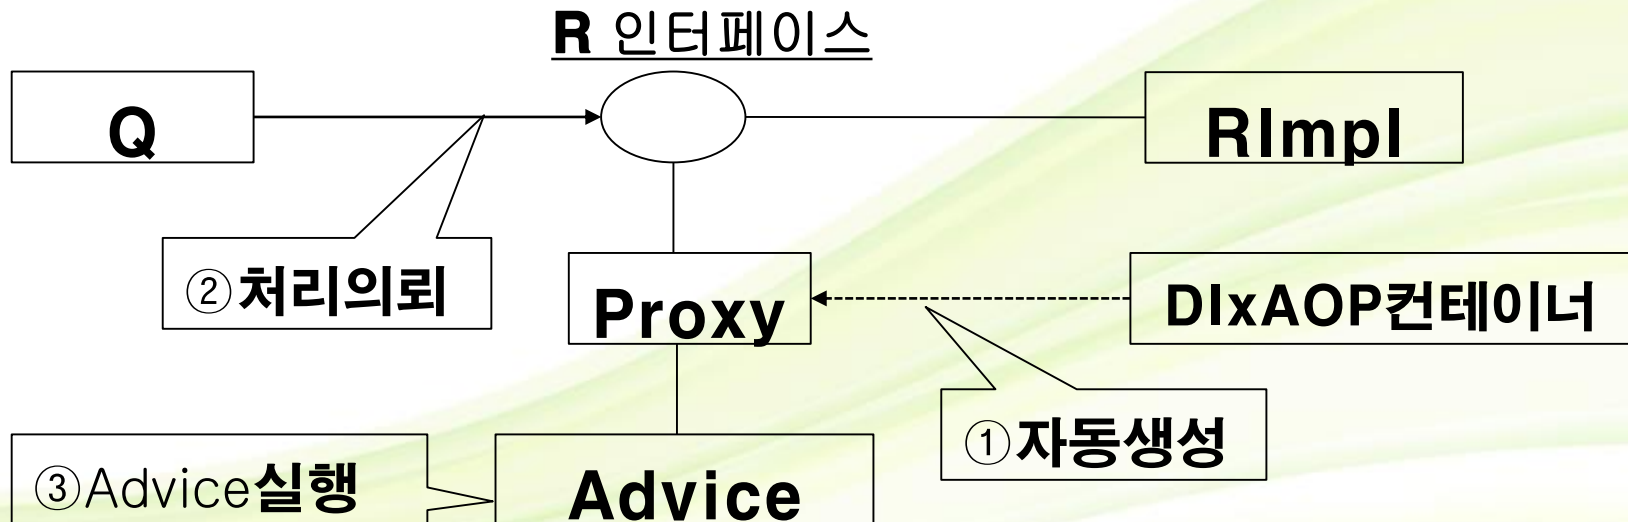 R 인터페이스
Q
RImpl
②처리의뢰
Proxy
DIxAOP컨테이너
①자동생성
③Advice실행
Advice